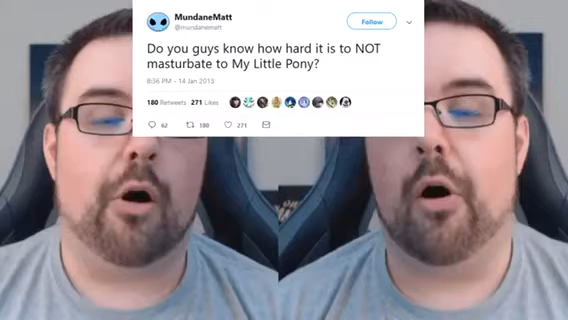 MundaneMatt
@mundanematt
Follow
Do you guys know how hard it is to NOT
masturbate to My Little Pony?
8:36 PM - 14 Jan 2013
180 Retweets 271 Likes
62 180 271